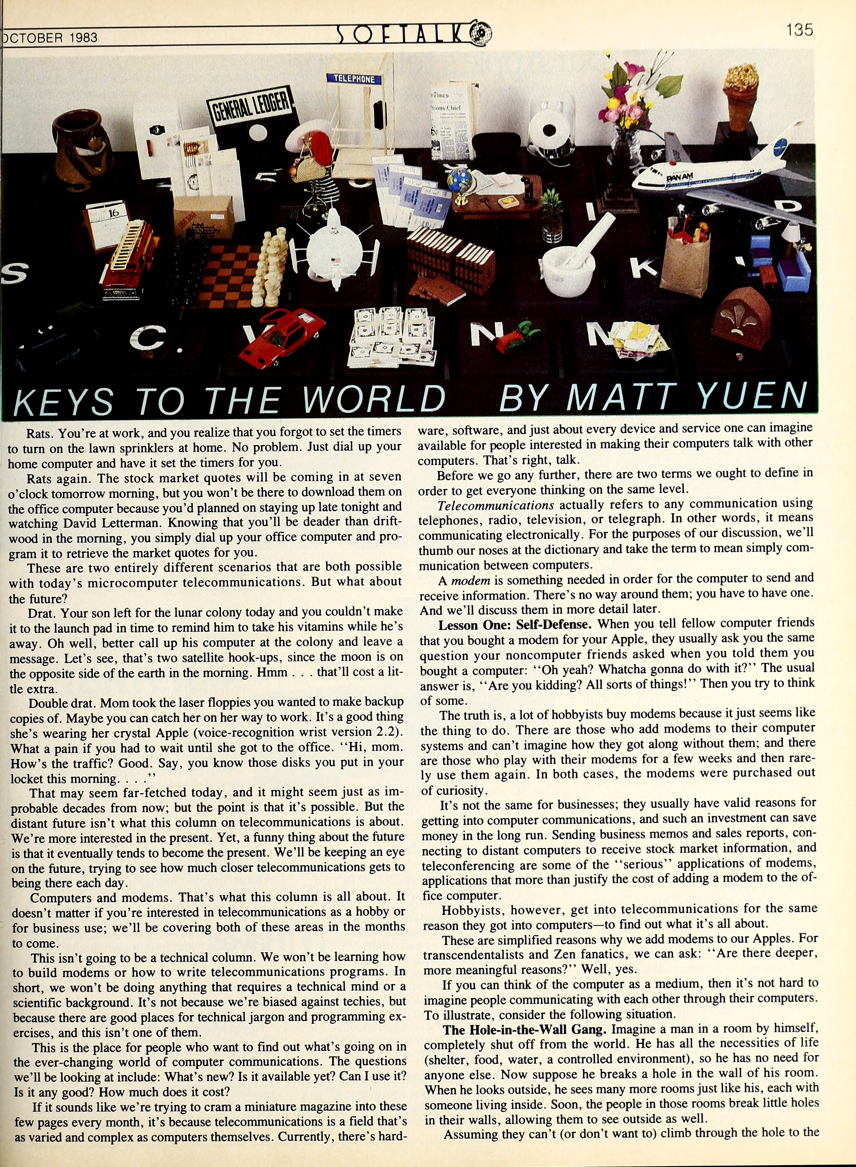 OCTOBER 1983
SOFTALK
135
TELEPHONE
GENERAL LEDGER
Times
PAN AM
16
S
K
C
V
N
M
KEYS TO THE WORLD BY MATT YUEN
Rats. You're at work, and you realize that you forgot to set the timers
to turn on the lawn sprinklers at home. No problem. Just dial up your
home computer and have it set the timers for you.
Rats again. The stock market quotes will be coming in at seven
o'clock tomorrow morning, but you won't be there to download them on
the office computer because you'd planned on staying up late tonight and
watching David Letterman. Knowing that you'll be deader than drift-
wood in the morning, you simply dial up your office computer and pro-
gram it to retrieve the market quotes for you.
These are two entirely different scenarios that are both possible
with today's microcomputer telecommunications. But what about
the future?
Drat. Your son left for the lunar colony today and you couldn't make
it to the launch pad in time to remind him to take his vitamins while he's
away. Oh well, better call up his computer at the colony and leave a
message. Let's see, that's two satellite hook-ups, since the moon is on
the opposite side of the earth in the morning. Hmm . . . that'll cost a lit-
tle extra.
Double drat. Mom took the laser floppies you wanted to make backup
copies of. Maybe you can catch her on her way to work. It's a good thing
she's wearing her crystal Apple (voice-recognition wrist version 2.2).
What a pain if you had to wait until she got to the office. "Hi, mom.
How's the traffic? Good. Say, you know those disks you put in your
locket this morning. . . ."
That may seem far-fetched today, and it might seem just as im-
probable decades from now; but the point is that it's possible. But the
distant future isn't what this column on telecommunications is about.
We're more interested in the present. Yet, a funny thing about the future
is that it eventually tends to become the present. We'll be keeping an eye
on the future, trying to see how much closer telecommunications gets to
being there each day.
Computers and modems. That's what this column is all about. It
doesn't matter if you're interested in telecommunications as a hobby or
for business use; we'll be covering both of these areas in the months
to come.
This isn't going to be a technical column. We won't be learning how
to build modems or how to write telecommunications programs. In
short, we won't be doing anything that requires a technical mind or a
scientific background. It's not because we're biased against techies, but
because there are good places for technical jargon and programming ex-
ercises, and this isn't one of them.
This is the place for people who want to find out what's going on in
the ever-changing world of computer communications. The questions
we'll be looking at include: What's new? Is it available yet? Can I use it?
Is it any good? How much does it cost?
If it sounds like we're trying to cram a miniature magazine into these
few pages every month, it's because telecommunications is a field that's
as varied and complex as computers themselves. Currently, there's hard-
ware, software, and just about every device and service one can imagine
available for people interested in making their computers talk with other
computers. That's right, talk.
Before we go any further, there are two terms we ought to define in
order to get everyone thinking on the same level.
Telecommunications actually refers to any communication using
telephones, radio, television, or telegraph. In other words, it means
communicating electronically. For the purposes of our discussion, we'll
thumb our noses at the dictionary and take the term to mean simply com-
munication between computers.
A modem is something needed in order for the computer to send and
receive information. There's no way around them; you have to have one.
And we'll discuss them in more detail later.
Lesson One: Self-Defense. When you tell fellow computer friends
that you bought a modem for your Apple, they usually ask you the same
question your noncomputer friends asked when you told them you
bought a computer: "Oh yeah? Whatcha gonna do with it?" The usual
answer is, "Are you kidding? All sorts of things!" Then you try to think
of some.
The truth is, a lot of hobbyists buy modems because it just seems like
the thing to do. There are those who add modems to their computer
systems and can't imagine how they got along without them; and there
are those who play with their modems for a few weeks and then rare-
ly use them again. In both cases, the modems were purchased out
of curiosity.
It's not the same for businesses; they usually have valid reasons for
getting into computer communications, and such an investment can save
money in the long run. Sending business memos and sales reports, con-
necting to distant computers to receive stock market information, and
teleconferencing are some of the "serious" applications of modems,
applications that more than justify the cost of adding a modem to the of-
fice computer.
Hobbyists, however, get into telecommunications for the same
reason they got into computers—to find out what it's all about.
These are simplified reasons why we add modems to our Apples. For
transcendentalists and Zen fanatics, we can ask: "Are there deeper,
more meaningful reasons?" Well, yes.
If you can think of the computer as a medium, then it's not hard to
imagine people communicating with each other through their computers.
To illustrate, consider the following situation.
The Hole-in-the-Wall Gang. Imagine a man in a room by himself,
completely shut off from the world. He has all the necessities of life
(shelter, food, water, a controlled environment), so he has no need for
anyone else. Now suppose he breaks a hole in the wall of his room.
When he looks outside, he sees many more rooms just like his, each with
someone living inside. Soon, the people in those rooms break little holes
in their walls, allowing them to see outside as well.
Assuming they can't (or don't want to) climb through the hole to the